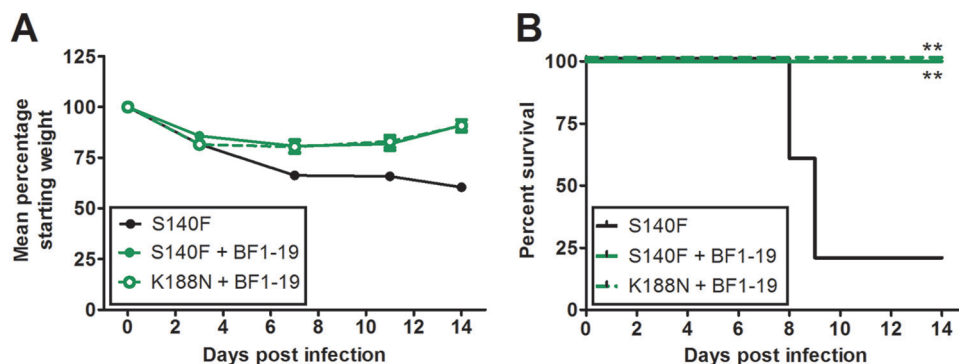 A
Mean percentage
starting weight
125
100
75
50
25
0
S140F
S140F + BF1-19
K188N + BF1-19
0 2 4 6 8 10 12 14
Days post infection
B
Percent survival
100
75
50
25
0
**
**
S140F
S140F + BF1-19
K188N + BF1-19
0 2 4 6 8 10 12 14
Days post infection